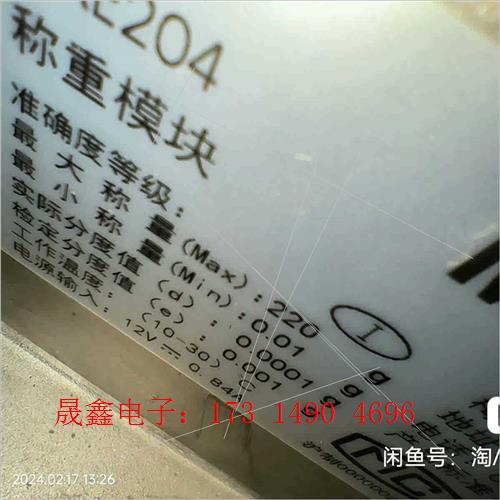 204
称重模块
准确度等级： Ⅰ
最大称量(Max)：220 g
最小称量(Min)：0.01 g
实际分度值(d)：0.0001 g
检定分度值(e)：0.001 g
工作温度：(10-30)
电源输入：12V 0.84
晟鑫电子：173 1490 4696
2024.02.17 13:26
闲鱼号：淘/